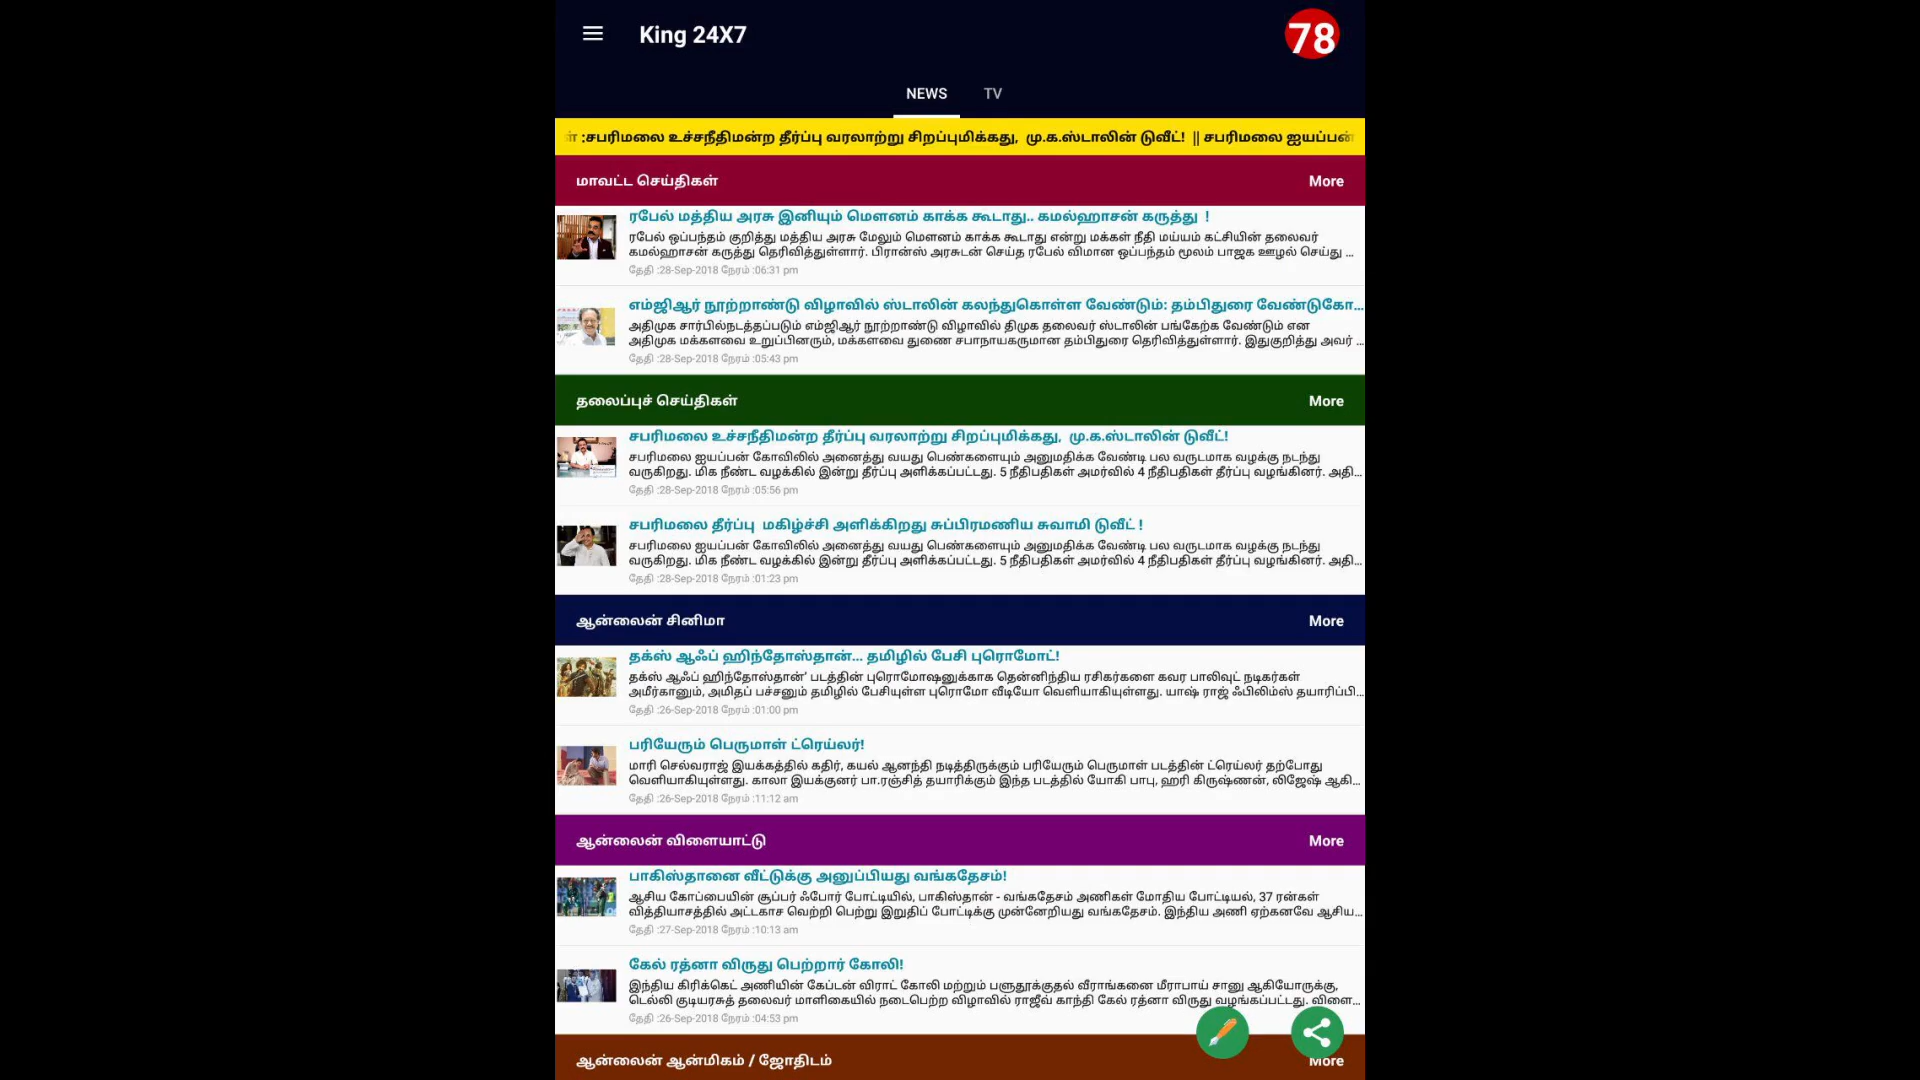 King 24X7
78
NEWS TV
:சபரிமலை உச்சநீதிமன்ற தீர்ப்பு வரலாற்று சிறப்புமிக்கது, மு.க.ஸ்டாலின் டுவீட்! || சபரிமலை ஐயப்பன்
மாவட்ட செய்திகள் More
ரபேல் மத்திய அரசு இனியும் மௌனம் காக்க கூடாது.. கமல்ஹாசன் கருத்து !
ரபேல் ஒப்பந்தம் குறித்து மத்திய அரசு மேலும் மௌனம் காக்க கூடாது என்று மக்கள் நீதி மய்யம் கட்சியின் தலைவர்
கமல்ஹாசன் கருத்து தெரிவித்துள்ளார். பிரான்ஸ் அரசுடன் செய்த ரபேல் விமான ஒப்பந்தம் மூலம் பாஜக ஊழல் செய்து ...
தேதி :28-Sep-2018 நேரம் :06:31 pm
எம்ஜிஆர் நூற்றாண்டு விழாவில் ஸ்டாலின் கலந்துகொள்ள வேண்டும்: தம்பிதுரை வேண்டுகோ...
அதிமுக சார்பில்நடத்தப்படும் எம்ஜிஆர் நூற்றாண்டு விழாவில் திமுக தலைவர் ஸ்டாலின் பங்கேற்க வேண்டும் என
அதிமுக மக்களவை உறுப்பினரும், மக்களவை துணை சபாநாயகருமான தம்பிதுரை தெரிவித்துள்ளார். இதுகுறித்து அவர் ...
தேதி :28-Sep-2018 நேரம் :05:43 pm
தலைப்புச் செய்திகள் More
சபரிமலை உச்சநீதிமன்ற தீர்ப்பு வரலாற்று சிறப்புமிக்கது, மு.க.ஸ்டாலின் டுவீட்!
சபரிமலை ஐயப்பன் கோவிலில் அனைத்து வயது பெண்களையும் அனுமதிக்க வேண்டி பல வருடமாக வழக்கு நடந்து
வருகிறது. மிக நீண்ட வழக்கில் இன்று தீர்ப்பு அளிக்கப்பட்டது. 5 நீதிபதிகள் அமர்வில் 4 நீதிபதிகள் தீர்ப்பு வழங்கினர். அதி...
தேதி :28-Sep-2018 நேரம் :05:56 pm
சபரிமலை தீர்ப்பு மகிழ்ச்சி அளிக்கிறது சுப்பிரமணிய சுவாமி டுவீட் !
சபரிமலை ஐயப்பன் கோவிலில் அனைத்து வயது பெண்களையும் அனுமதிக்க வேண்டி பல வருடமாக வழக்கு நடந்து
வருகிறது. மிக நீண்ட வழக்கில் இன்று தீர்ப்பு அளிக்கப்பட்டது. 5 நீதிபதிகள் அமர்வில் 4 நீதிபதிகள் தீர்ப்பு வழங்கினர். அதி...
தேதி :28-Sep-2018 நேரம் :01:23 pm
ஆன்லைன் சினிமா More
தக்ஸ் ஆஃப் ஹிந்தோஸ்தான்... தமிழில் பேசி புரொமோட்!
தக்ஸ் ஆஃப் ஹிந்தோஸ்தான்' படத்தின் புரொமோஷனுக்காக தென்னிந்திய ரசிகர்களை கவர பாலிவுட் நடிகர்கள்
அமீர்கானும், அமிதப் பச்சனும் தமிழில் பேசியுள்ள புரொமோ வீடியோ வெளியாகியுள்ளது. யாஷ் ராஜ் ஃபிலிம்ஸ் தயாரிப்பி...
தேதி :26-Sep-2018 நேரம் :01:00 pm
பரியேரும் பெருமாள் ட்ரெய்லர்!
மாரி செல்வராஜ் இயக்கத்தில் கதிர், கயல் ஆனந்தி நடித்திருக்கும் பரியேரும் பெருமாள் படத்தின் ட்ரெய்லர் தற்போது
வெளியாகியுள்ளது. காலா இயக்குனர் பா.ரஞ்சித் தயாரிக்கும் இந்த படத்தில் யோகி பாபு, ஹரி கிருஷ்ணன், லிஜேஷ் ஆகி...
தேதி :26-Sep-2018 நேரம் :11:12 am
ஆன்லைன் விளையாட்டு More
பாகிஸ்தானை வீட்டுக்கு அனுப்பியது வங்கதேசம்!
ஆசிய கோப்பையின் சூப்பர் ஃபோர் போட்டியில், பாகிஸ்தான் - வங்கதேசம் அணிகள் மோதிய போட்டியல், 37 ரன்கள்
வித்தியாசத்தில் அட்டகாச வெற்றி பெற்று இறுதிப் போட்டிக்கு முன்னேறியது வங்கதேசம். இந்திய அணி ஏற்கனவே ஆசிய...
தேதி :27-Sep-2018 நேரம் :10:13 am
கேல் ரத்னா விருது பெற்றார் கோலி!
இந்திய கிரிக்கெட் அணியின் கேப்டன் விராட் கோலி மற்றும் பளுதூக்குதல் வீராங்கனை மீராபாய் சானு ஆகியோருக்கு,
டெல்லி குடியரசுத் தலைவர் மாளிகையில் நடைபெற்ற விழாவில் ராஜீவ் காந்தி கேல் ரத்னா விருது வழங்கப்பட்டது. விளை...
தேதி :26-Sep-2018 நேரம் :04:53 pm
ஆன்லைன் ஆன்மிகம் / ஜோதிடம் More